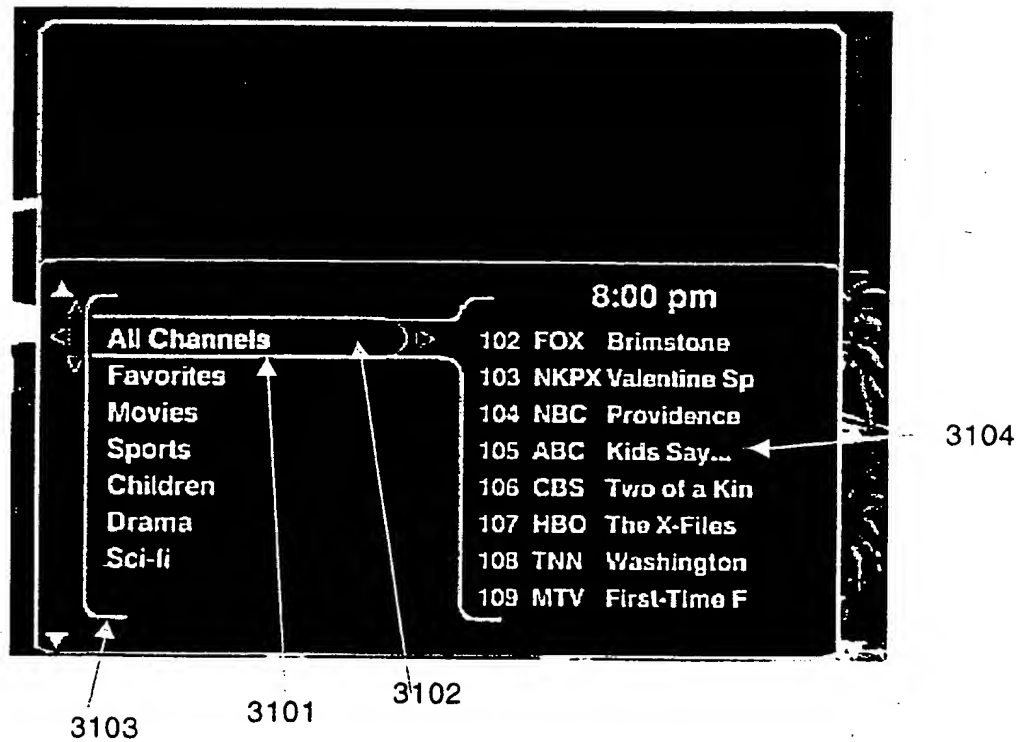 8:00 pm
All Channels
Favorites
Movies
Sports
Children
Drama
Sci-fi
102 FOX Brimstone
103 NKPX Valentine Sp
104 NBC Providence
105 ABC Kids Say...
106 CBS Two of a Kin
107 HBO The X-Files
108 TNN Washington
109 MTV First-Time F
3104
3103
3101
3102